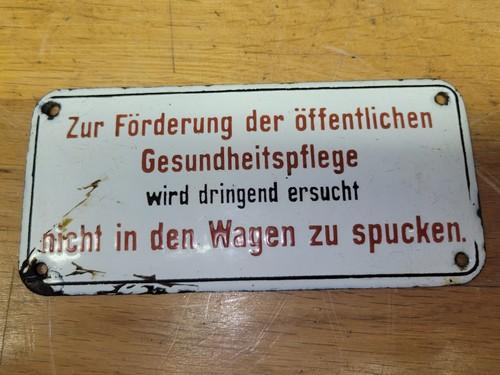 Zur Förderung der öffentlichen
Gesundheitspflege
wird dringend ersucht
nicht in den Wagen zu spucken.